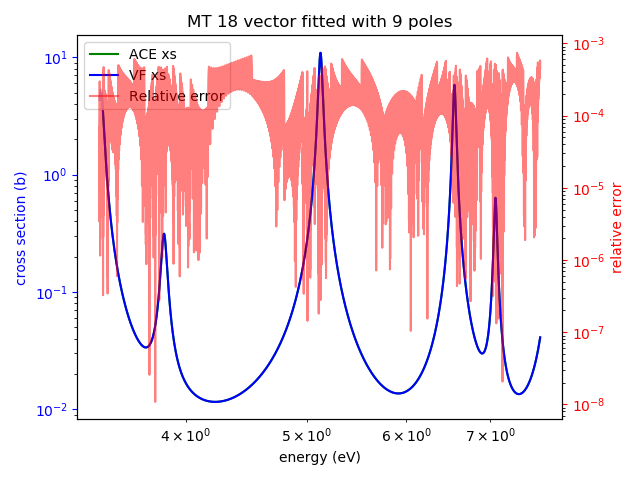 MT 18 vector fitted with 9 poles
ACE xs
VF xs
Relative error
10¹
10⁰
10⁻¹
10⁻²
cross section (b)
10⁻³
10⁻⁴
10⁻⁵
10⁻⁶
10⁻⁷
10⁻⁸
relative error
4 × 10⁰
5 × 10⁰
6 × 10⁰
7 × 10⁰
energy (eV)